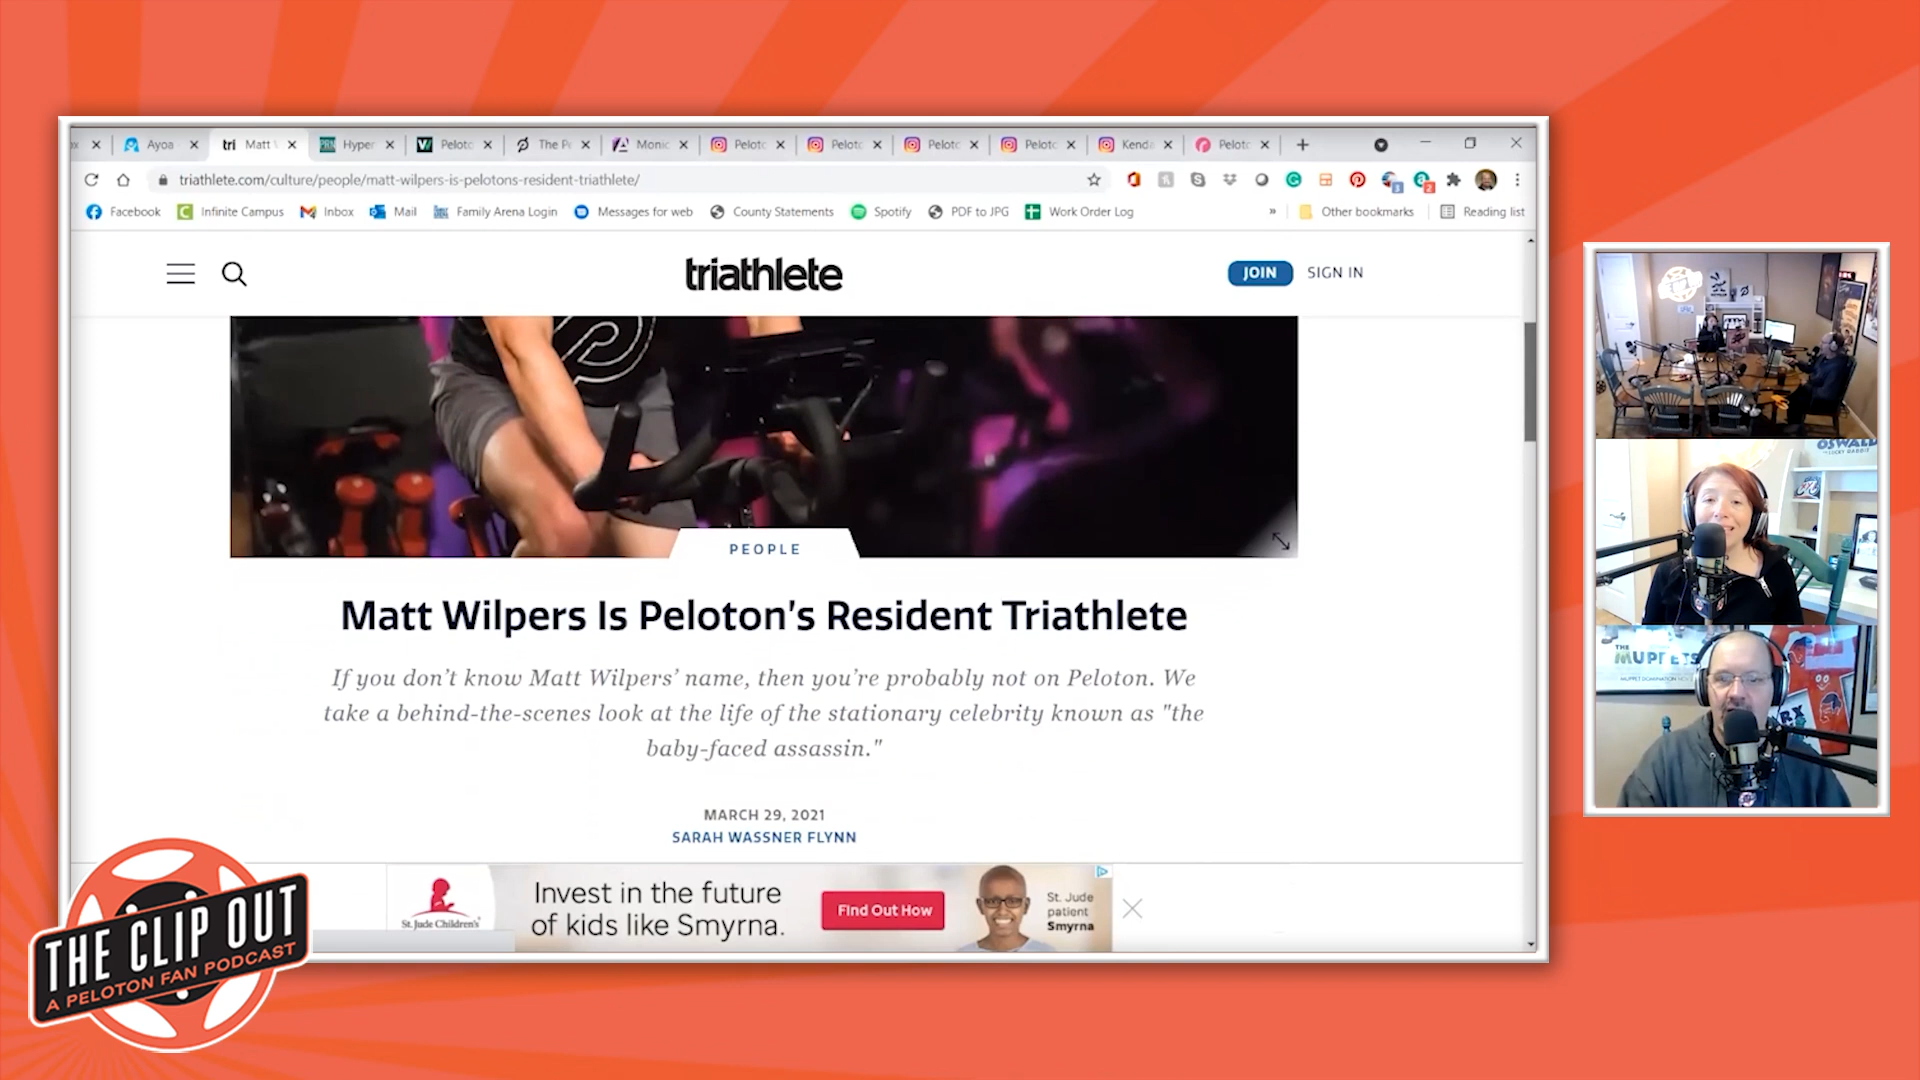 Ayoa
tri Matt
Hyper
Peloto
The P
Monic
Peloto
Peloto
Peloto
Peloto
Kenda
Peloto
triathlete.com/culture/people/matt-wilpers-is-pelotons-resident-triathlete/
3
2
Facebook
Infinite Campus
Inbox
Mail
Family Arena Login
Messages for web
County Statements
Spotify
PDF to JPG
Work Order Log
»
Other bookmarks
Reading list
triathlete
JOIN
SIGN IN
PEOPLE
Matt Wilpers Is Peloton's Resident Triathlete
If you don't know Matt Wilpers' name, then you're probably not on Peloton. We
take a behind-the-scenes look at the life of the stationary celebrity known as "the
baby-faced assassin."
MARCH 29, 2021
SARAH WASSNER FLYNN
St. Jude Children's
Invest in the future
of kids like Smyrna.
Find Out How
St. Jude
patient
Smyrna
THE CLIP OUT
A PELOTON FAN PODCAST
OSWALD
THE
MUPPETS